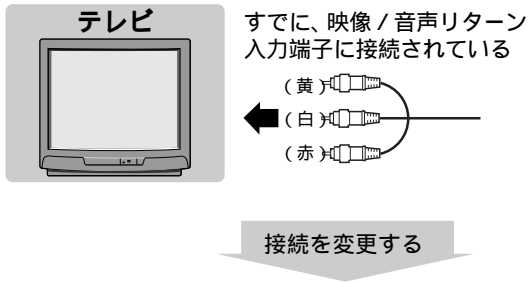 テレビ
すでに、映像 / 音声リターン
入力端子に接続されている
(黄)
(白)
(赤)
接続を変更する